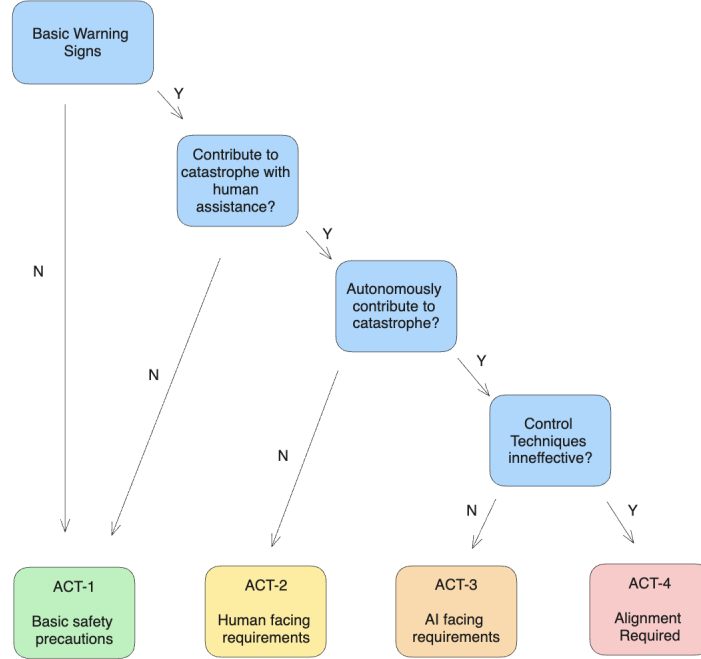 Basic Warning
Signs
Y
Contribute to
catastrophe with
human
assistance?
N
Y
Autonomously
contribute to
catastrophe?
N
Y
Control
Techniques
inneffective?
N
N
Y
ACT-1
Basic safety
precautions
ACT-2
Human facing
requirements
ACT-3
AI facing
requirements
ACT-4
Alignment
Required